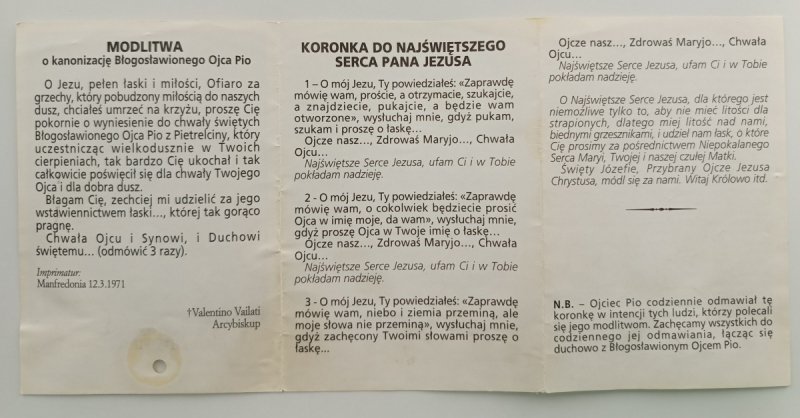 MODLITWA
o kanonizację Błogosławionego Ojca Pio
O Jezu, pełen łaski i miłości, Ofiaro za
grzechy, który pobudzony miłością do naszych
dusz, chciałeś umrzeć na krzyżu, proszę Cię
pokornie o wyniesienie do chwały świętych
Błogosławionego Ojca Pio z Pietrelciny, który
uczestnicząc wielkodusznie w Twoich
cierpieniach, tak bardzo Cię ukochał i tak
całkowicie poświęcił się dla chwały Twojego
Ojca i dla dobra dusz.
Błagam Cię, zechciej mi udzielić za jego
wstawiennictwem łaski..., której tak gorąco
pragnę.
Chwała Ojcu i Synowi, i Duchowi
świętemu... (odmówić 3 razy).
Imprimatur:
Manfredonia 12.3.1971
†Valentino Vailati
Arcybiskup
KORONKA DO NAJŚWIĘTSZEGO
SERCA PANA JEZUSA
1 – O mój Jezu, Ty powiedziałeś: «Zaprawdę
mówię wam, proście, a otrzymacie, szukajcie,
a znajdziecie, pukajcie, a będzie wam
otworzone», wysłuchaj mnie, gdyż pukam,
szukam i proszę o łaskę...
Ojcze nasz..., Zdrowaś Maryjo..., Chwała
Ojcu...
Najświętsze Serce Jezusa, ufam Ci i w Tobie
pokładam nadzieję.
2 - O mój Jezu, Ty powiedziałeś: «Zaprawdę
mówię wam, o cokolwiek będziecie prosić
Ojca w imię moje, da wam», wysłuchaj mnie,
gdyż proszę Ojca w Twoje imię o łaskę...
Ojcze nasz..., Zdrowaś Maryjo..., Chwała
Ojcu...
Najświętsze Serce Jezusa, ufam Ci i w Tobie
pokładam nadzieję.
3 - O mój Jezu, Ty powiedziałeś: «Zaprawdę
mówię wam, niebo i ziemia przeminą, ale
moje słowa nie przeminą», wysłuchaj mnie,
gdyż zachęcony Twoimi słowami proszę o
łaskę...
Ojcze nasz..., Zdrowaś Maryjo..., Chwała
Ojcu...
Najświętsze Serce Jezusa, ufam Ci i w Tobie
pokładam nadzieję.
O Najświętsze Serce Jezusa, dla którego jest
niemożliwe tylko to, aby nie mieć litości dla
strapionych, dlatego miej litość nad nami,
biednymi grzesznikami, i udziel nam łask, o które
Cię prosimy za pośrednictwem Niepokalanego
Serca Maryi, Twojej i naszej czułej Matki.
Święty Józefie, Przybrany Ojcze Jezusa
Chrystusa, módl się za nami. Witaj Królowo itd.
N.B. – Ojciec Pio codziennie odmawiał tę
koronkę w intencji tych ludzi, którzy polecali
się jego modlitwom. Zachęcamy wszystkich do
codziennego jej odmawiania, łącząc się
duchowo z Błogosławionym Ojcem Pio.